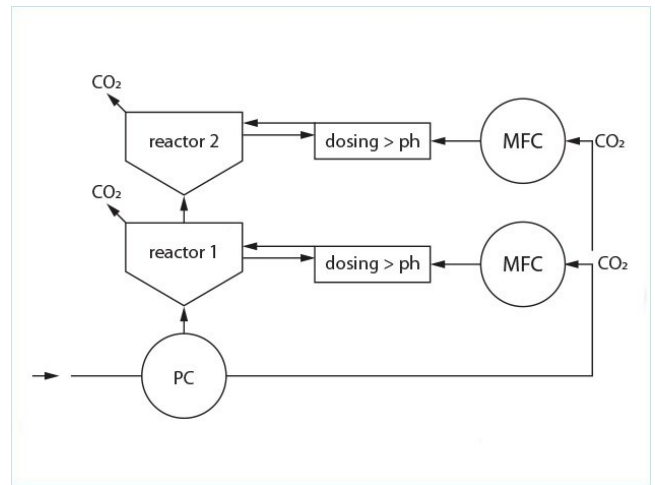 CO₂
reactor 2
dosing > ph
MFC
CO₂
CO₂
reactor 1
dosing > ph
MFC
CO₂
PC